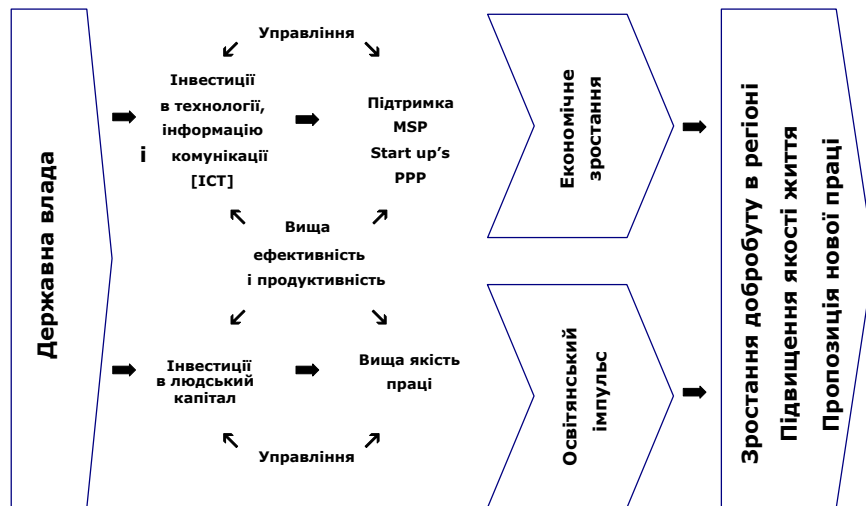 Державна влада
Управління
Інвестиції
в технології,
інформацію
і комунікації
[ICT]
Підтримка
MSP
Start up’s
PPP
Вища
ефективність
і продуктивність
Інвестиції
в людський
капітал
Вища якість
праці
Управління
Економічне
зростання
Освітянський
імпульс
Зростання добробуту в регіоні
Підвищення якості життя
Пропозиція нової праці